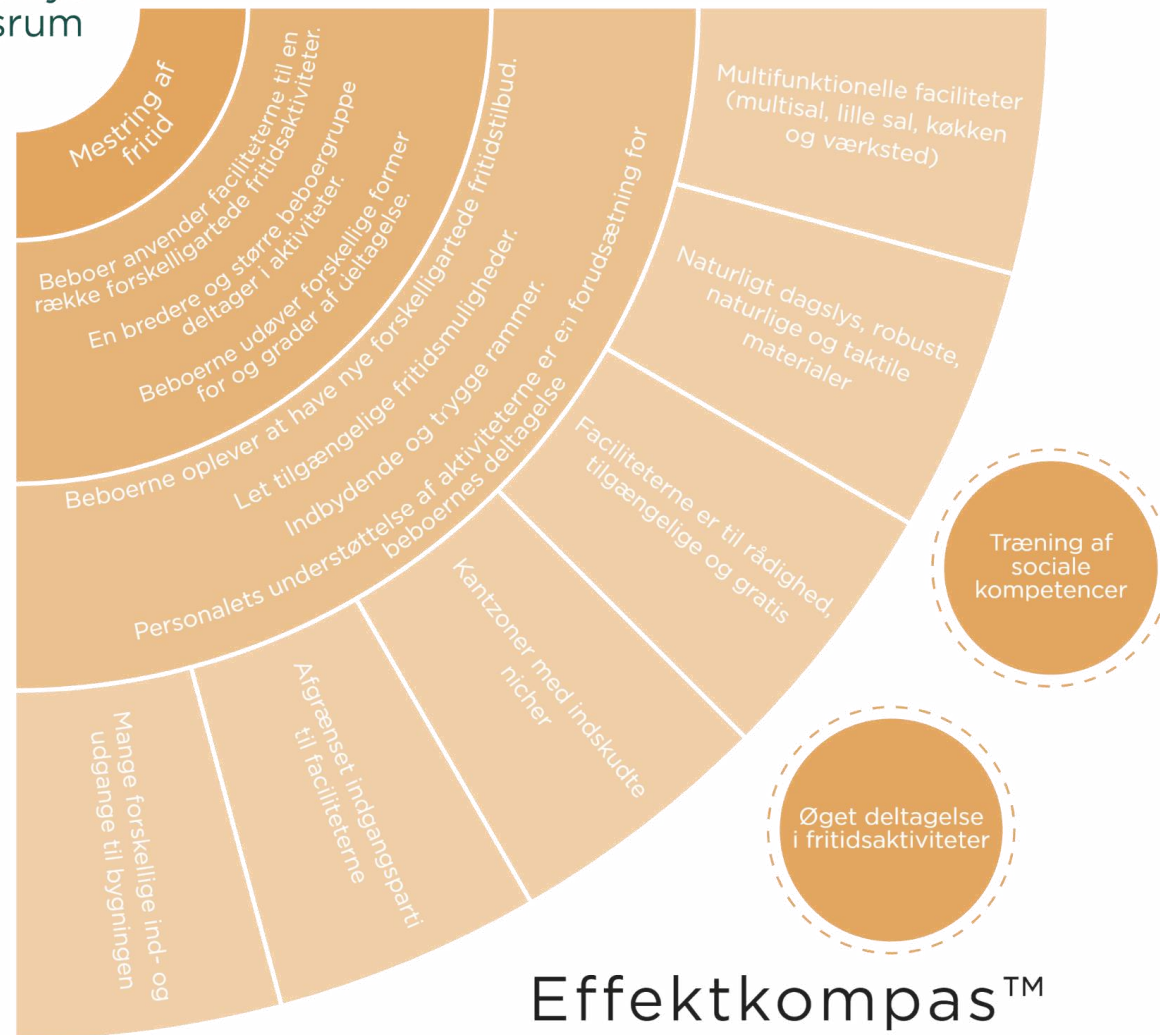 srum
Mestring af
fritid
Beboer anvender faciliteterne til en
række forskelligartede fritidsaktiviteter.
En bredere og større beboergruppe
deltager i aktiviteter.
Beboerne udøver forskellige former
for og grader af deltagelse.
Beboerne oplever at have nye forskelligartede fritidstilbud.
Let tilgængelige fritidsmuligheder.
Indbydende og trygge rammer.
Personalets understøttelse af aktiviteterne er en forudsætning for
beboernes deltagelse
Multifunktionelle faciliteter
(multisal, lille sal, køkken
og værksted)
Naturligt dagslys, robuste,
naturlige og taktile
materialer
Faciliteterne er til rådighed,
tilgængelige og gratis
Kantzoner med indskudte
nicher
Afgrænset indgangsparti
til faciliteterne
Mange forskellige ind- og
udgange til bygningen
Træning af
sociale
kompetencer
Øget deltagelse
i fritidsaktiviteter
Effektkompas™